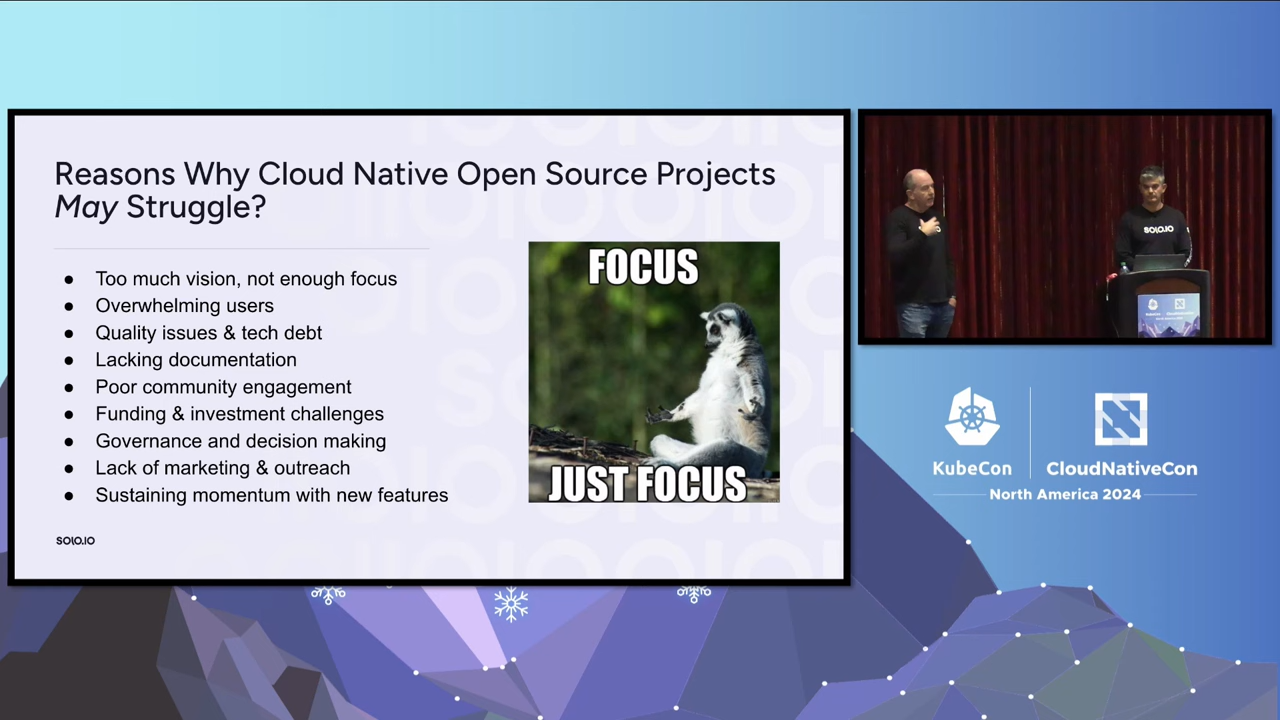 Reasons Why Cloud Native Open Source Projects
May Struggle?
● Too much vision, not enough focus
● Overwhelming users
● Quality issues & tech debt
● Lacking documentation
● Poor community engagement
● Funding & investment challenges
● Governance and decision making
● Lack of marketing & outreach
● Sustaining momentum with new features
FOCUS
JUST FOCUS
SOLO.IO
SOLO.IO
KubeCon
CloudNativeCon
North America 2024